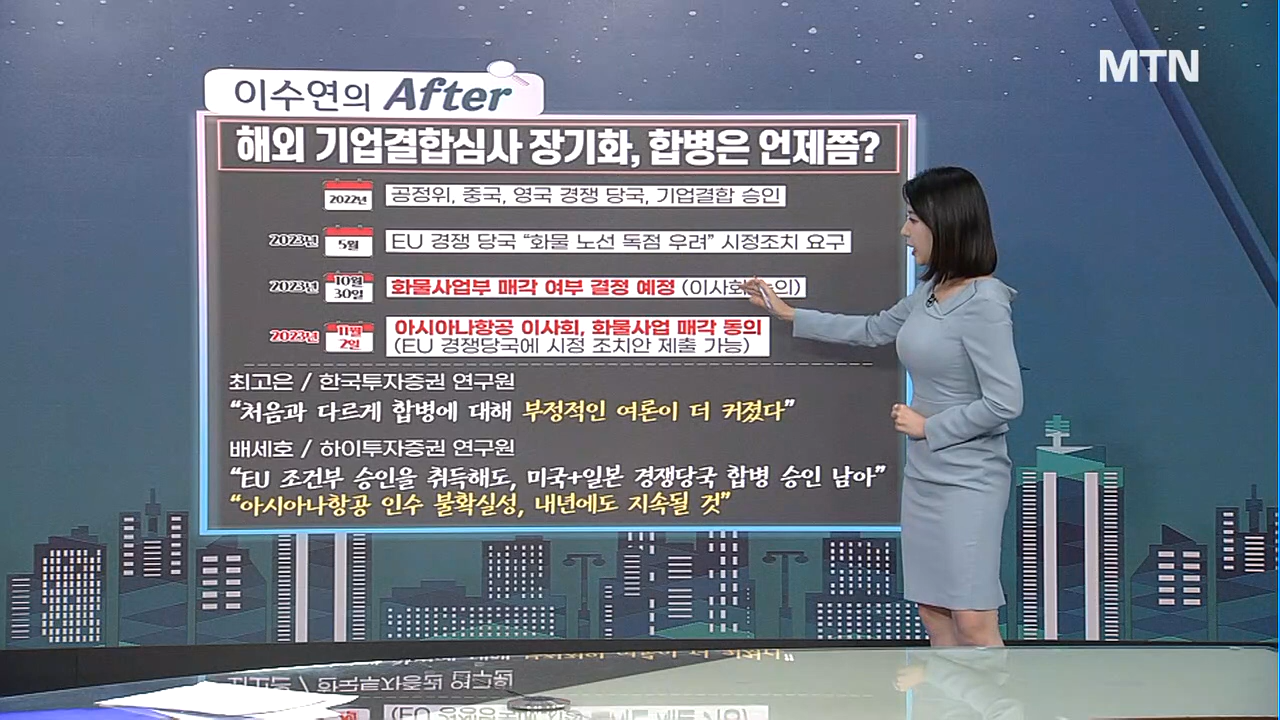 MTN
이수연의 After
해외 기업결합심사 장기화, 합병은 언제쯤?
2022년 공정위, 중국, 영국 경쟁 당국, 기업결합 승인
2023년 5월 EU 경쟁 당국 “화물 노선 독점 우려” 시정조치 요구
2023년 10월 30일 화물사업부 매각 여부 결정 예정 (이사회 의)
2023년 11월 2일 아시아나항공 이사회, 화물사업 매각 동의
(EU 경쟁당국에 시정 조치안 제출 가능)
최고은 / 한국투자증권 연구원
“처음과 다르게 합병에 대해 부정적인 여론이 더 커졌다”
배세호 / 하이투자증권 연구원
“EU 조건부 승인을 취득해도, 미국+일본 경쟁당국 합병 승인 남아”
“아시아나항공 인수 불확실성, 내년에도 지속될 것”